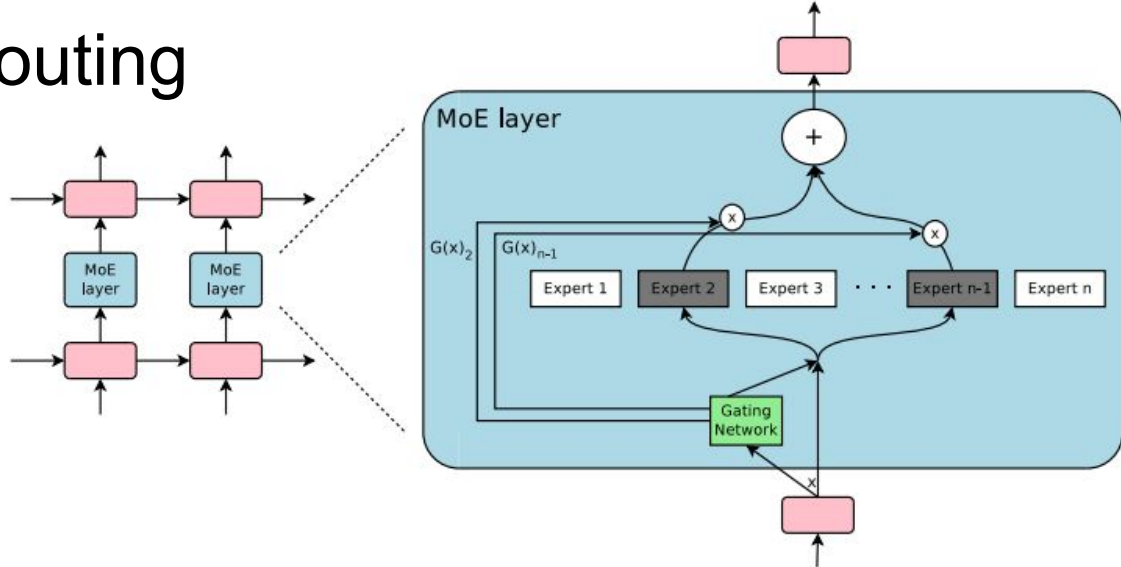 outing
MoE layer
+
x
x
G(x)2
G(x)n-1
MoE
layer
MoE
layer
Expert 1
Expert 2
Expert 3
. . .
Expert n-1
Expert n
Gating
Network
x